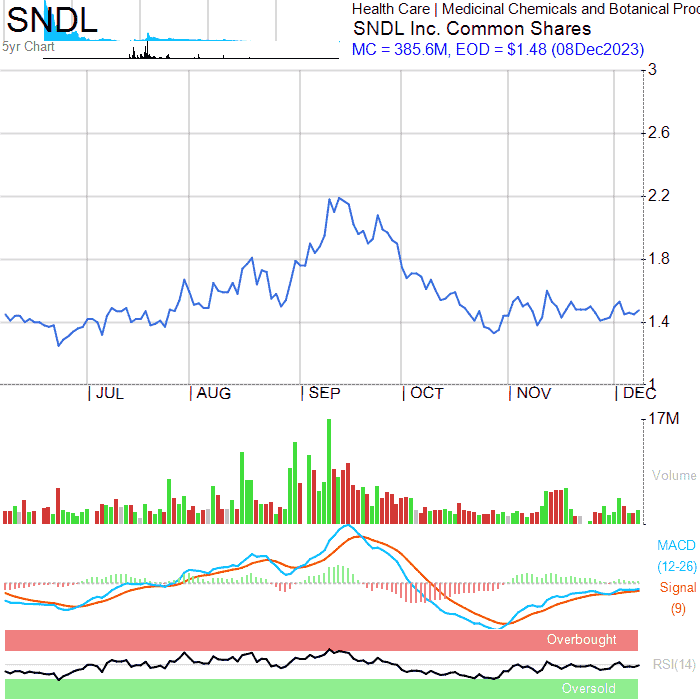 SNDL
Health Care | Medicinal Chemicals and Botanical Proc
SNDL Inc. Common Shares
MC = 385.6M, EOD = $1.48 (08Dec2023)
5yr Chart
3
2.6
2.2
1.8
1.4
1
JUL
AUG
SEP
OCT
NOV
DEC
17M
Volume
MACD
(12-26)
Signal
(9)
Overbought
RSI(14)
Oversold